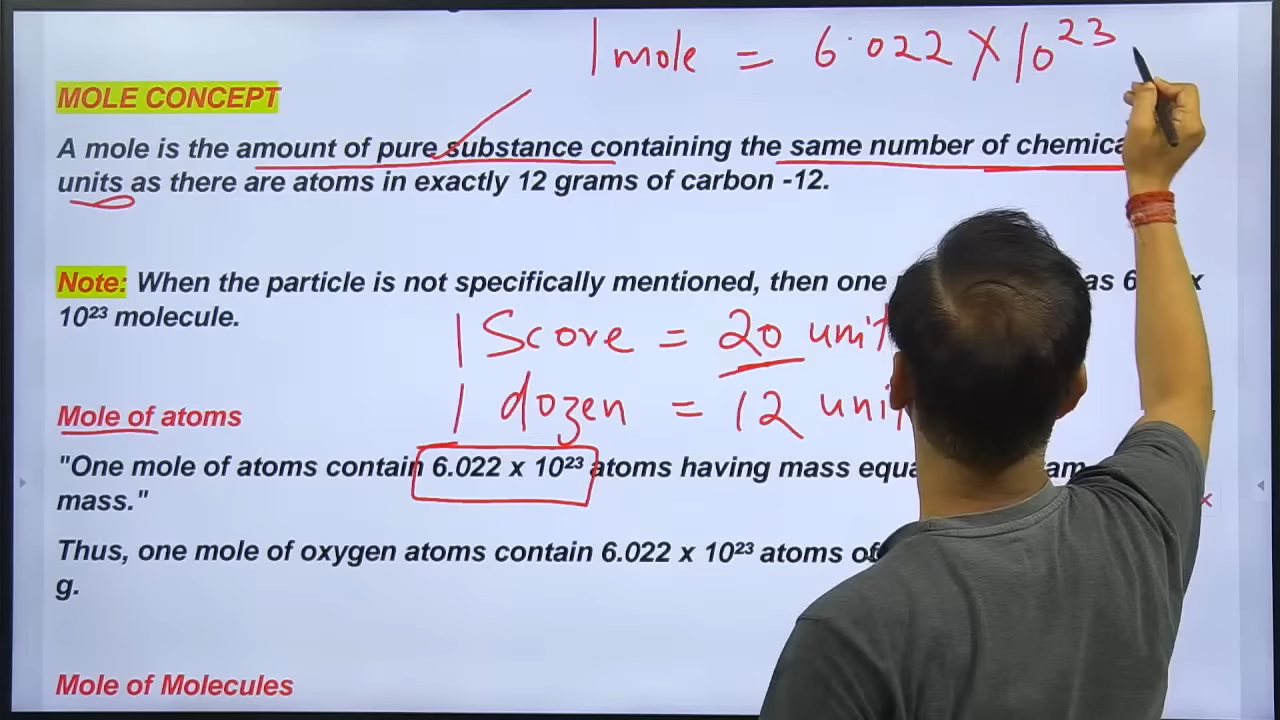 1 mole = 6.022 X 10²³
MOLE CONCEPT
A mole is the amount of pure substance containing the same number of
units as there are atoms in exactly 12 grams of carbon -12.
Note: When the particle is not specifically mentioned, then one as x
10²³ molecule.
1 Score = 20 unit
1 dozen = 12 uni
Mole of atoms
"One mole of atoms contain 6.022 x 10²³ atoms having mass
mass."
Thus, one mole of oxygen atoms contain 6.022 x 10²³ atoms of
g.
Mole of Molecules